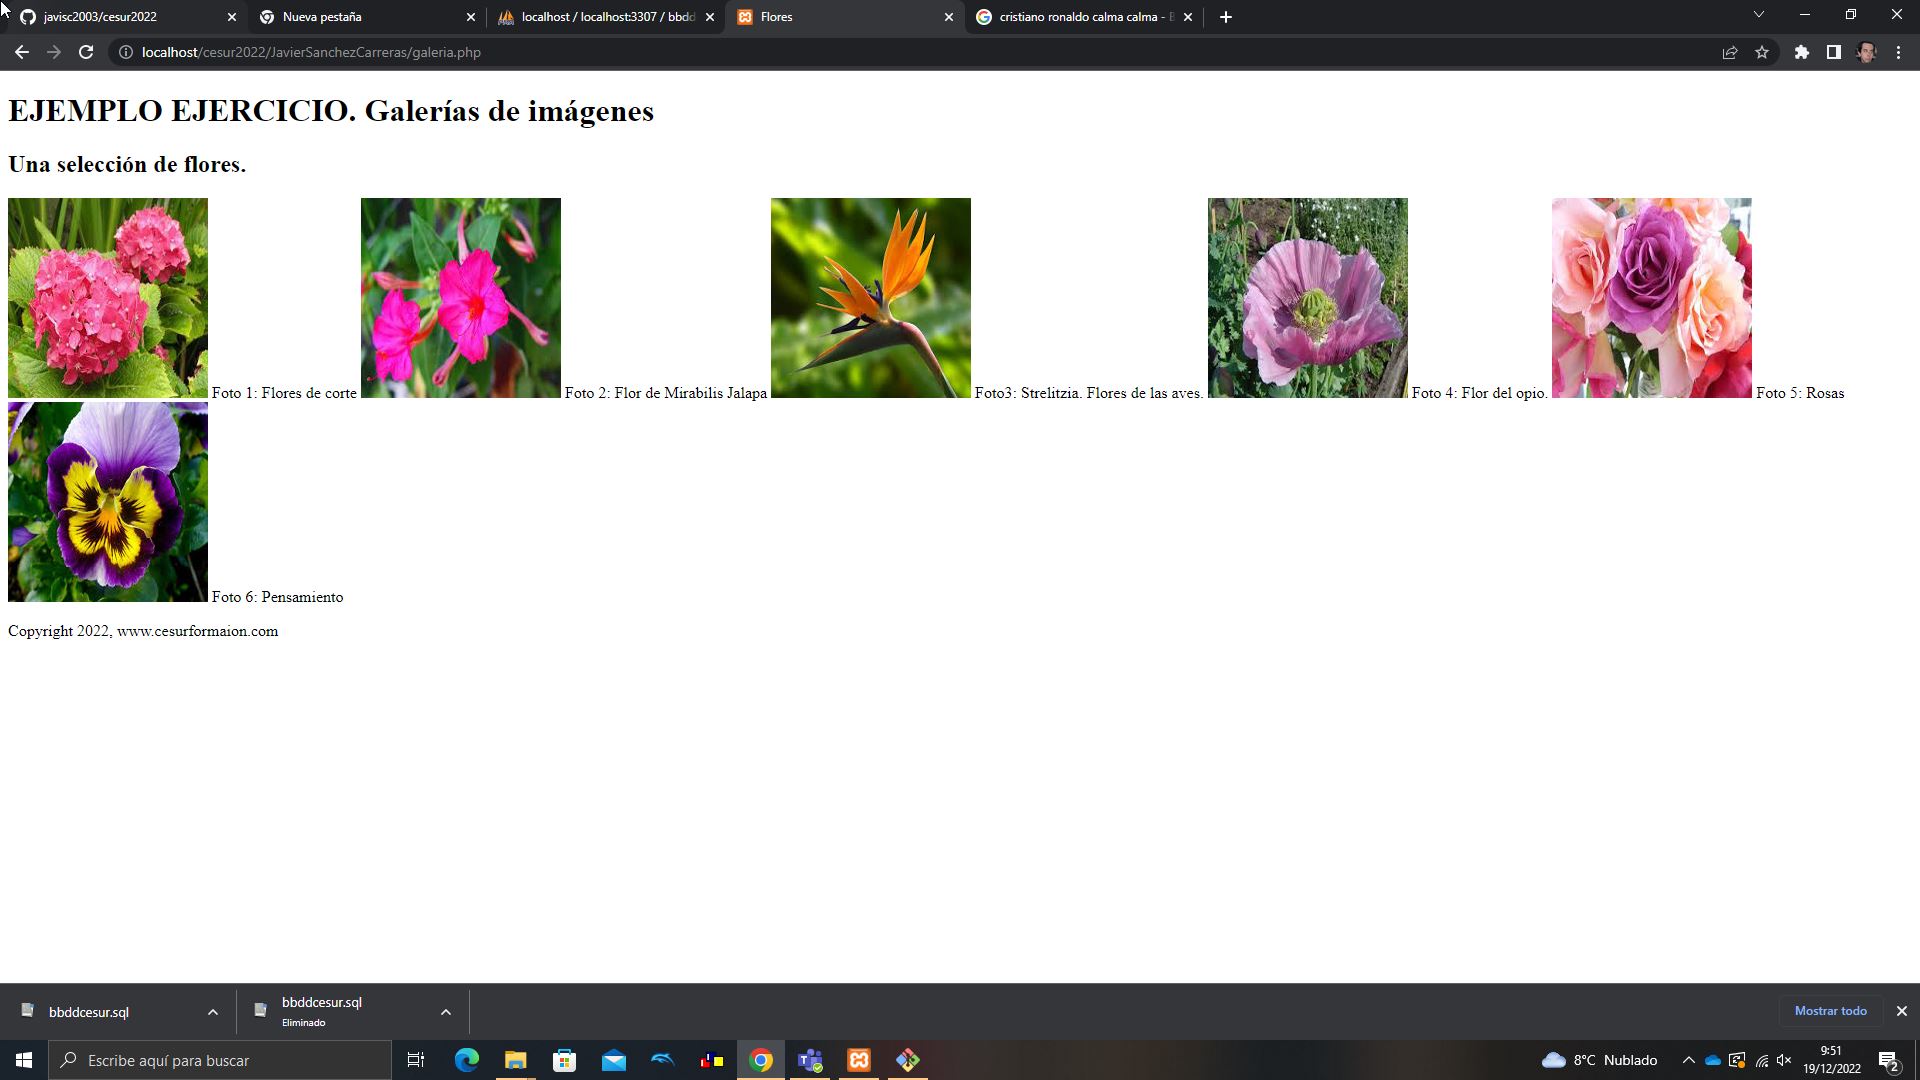 javisc2003/cesur2022
Nueva pestaña
localhost / localhost:3307 / bbdd
Flores
cristiano ronaldo calma calma - B
localhost/cesur2022/JavierSanchezCarreras/galeria.php
EJEMPLO EJERCICIO. Galerías de imágenes
Una selección de flores.
Foto 1: Flores de corte
Foto 2: Flor de Mirabilis Jalapa
Foto3: Strelitzia. Flores de las aves.
Foto 4: Flor del opio.
Foto 5: Rosas
Foto 6: Pensamiento
Copyright 2022, www.cesurformaion.com
bbddcesur.sql
bbddcesur.sql
Eliminado
Mostrar todo
Escribe aquí para buscar
8°C Nublado
9:51
19/12/2022
2